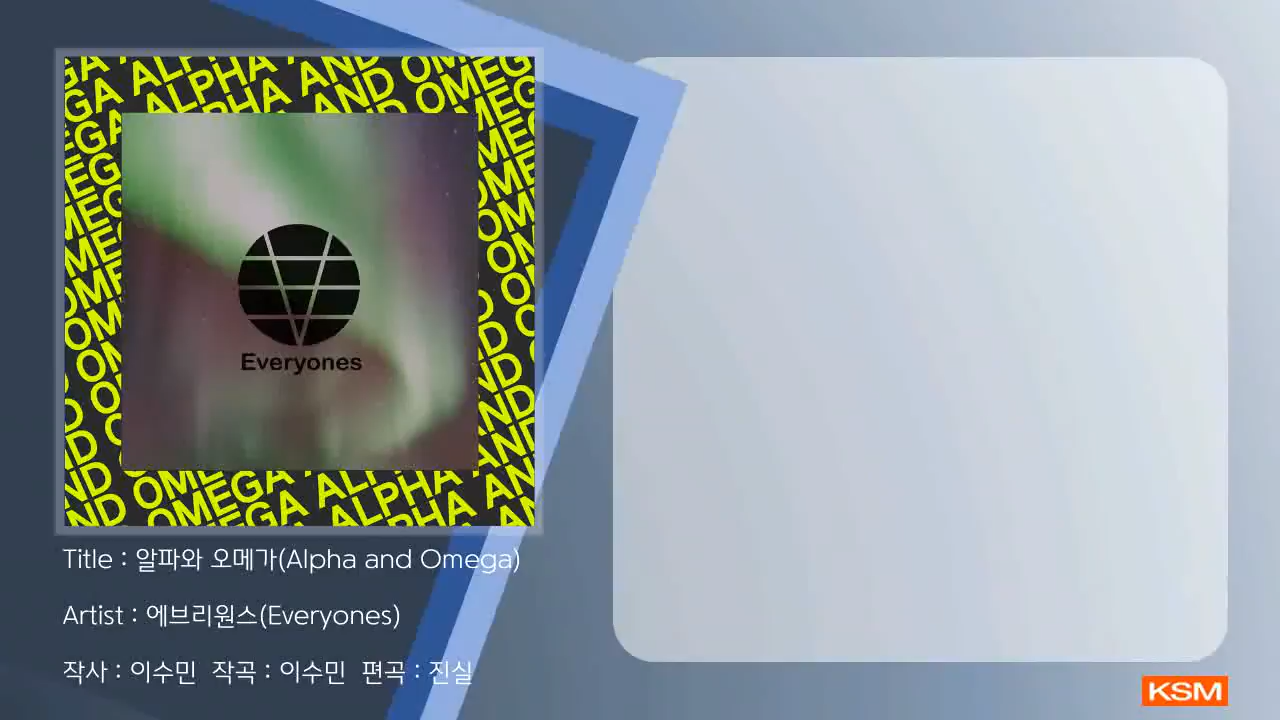 ALPHA AND OMEGA
Everyones
Title : 알파와 오메가(Alpha and Omega)
Artist : 에브리원스(Everyones)
작사 : 이수민 작곡 : 이수민 편곡 : 진실
KSM